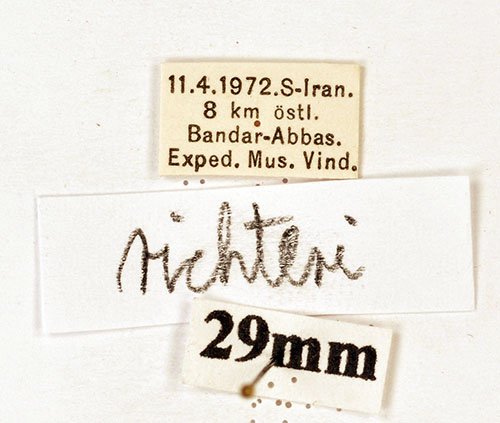 11.4.1972.S-Iran.
8 km östl.
Bandar-Abbas.
Exped. Mus. Vind.
richteri
29mm